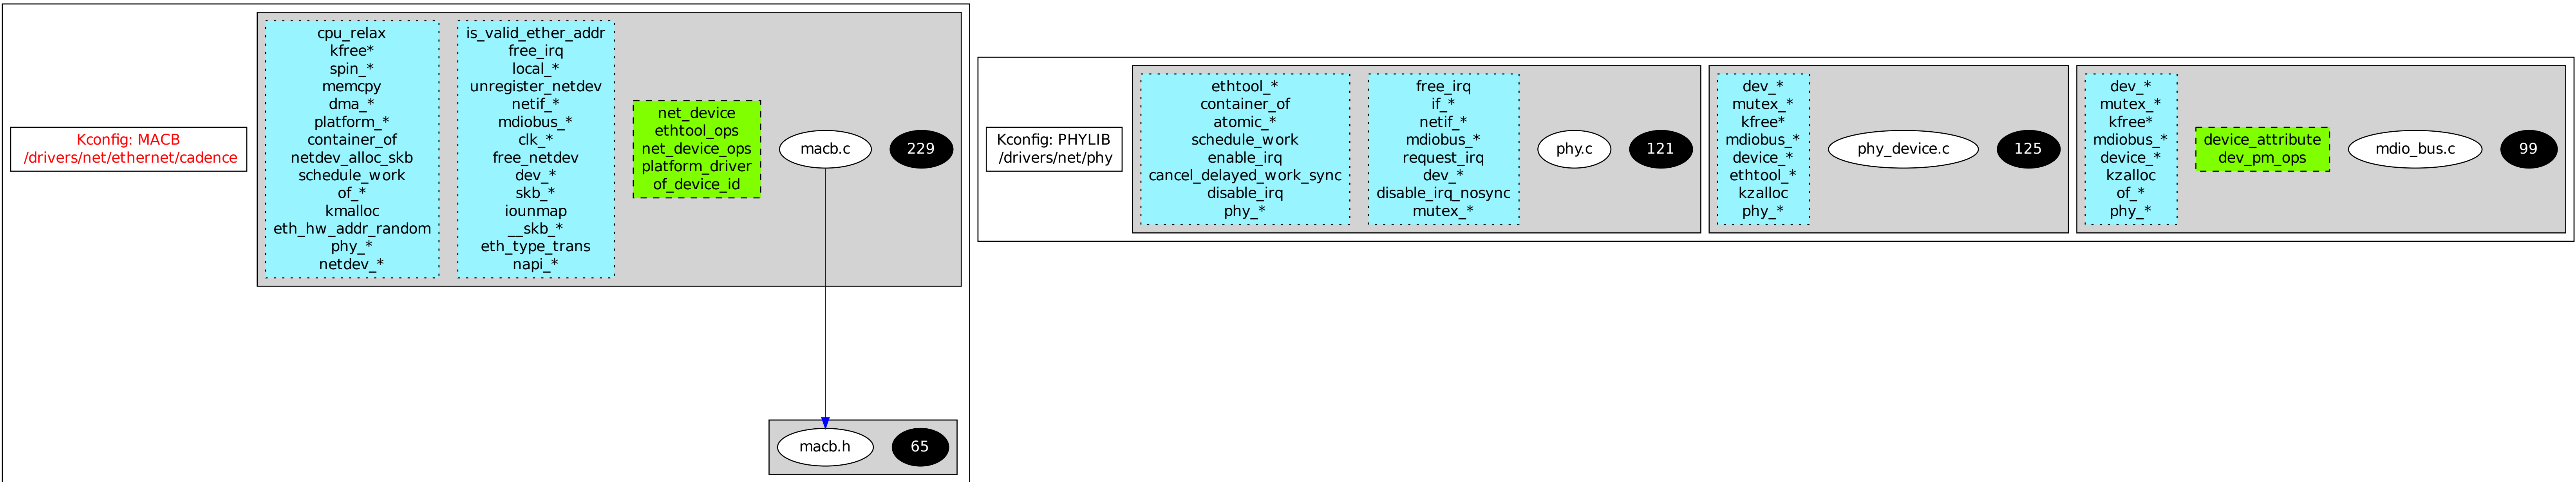 Kconfig: MACB
/drivers/net/ethernet/cadence
cpu_relax
kfree*
spin_*
memcpy
dma_*
platform_*
container_of
netdev_alloc_skb
schedule_work
of_*
kmalloc
eth_hw_addr_random
phy_*
netdev_*
is_valid_ether_addr
free_irq
local_*
unregister_netdev
netif_*
mdiobus_*
clk_*
free_netdev
dev_*
skb_*
iounmap
__skb_*
eth_type_trans
napi_*
net_device
ethtool_ops
net_device_ops
platform_driver
of_device_id
macb.c
229
macb.h
65
Kconfig: PHYLIB
/drivers/net/phy
ethtool_*
container_of
atomic_*
schedule_work
enable_irq
cancel_delayed_work_sync
disable_irq
phy_*
free_irq
if_*
netif_*
mdiobus_*
request_irq
dev_*
disable_irq_nosync
mutex_*
phy.c
121
dev_*
mutex_*
kfree*
mdiobus_*
device_*
ethtool_*
kzalloc
phy_*
phy_device.c
125
dev_*
mutex_*
kfree*
mdiobus_*
device_*
kzalloc
of_*
phy_*
device_attribute
dev_pm_ops
mdio_bus.c
99